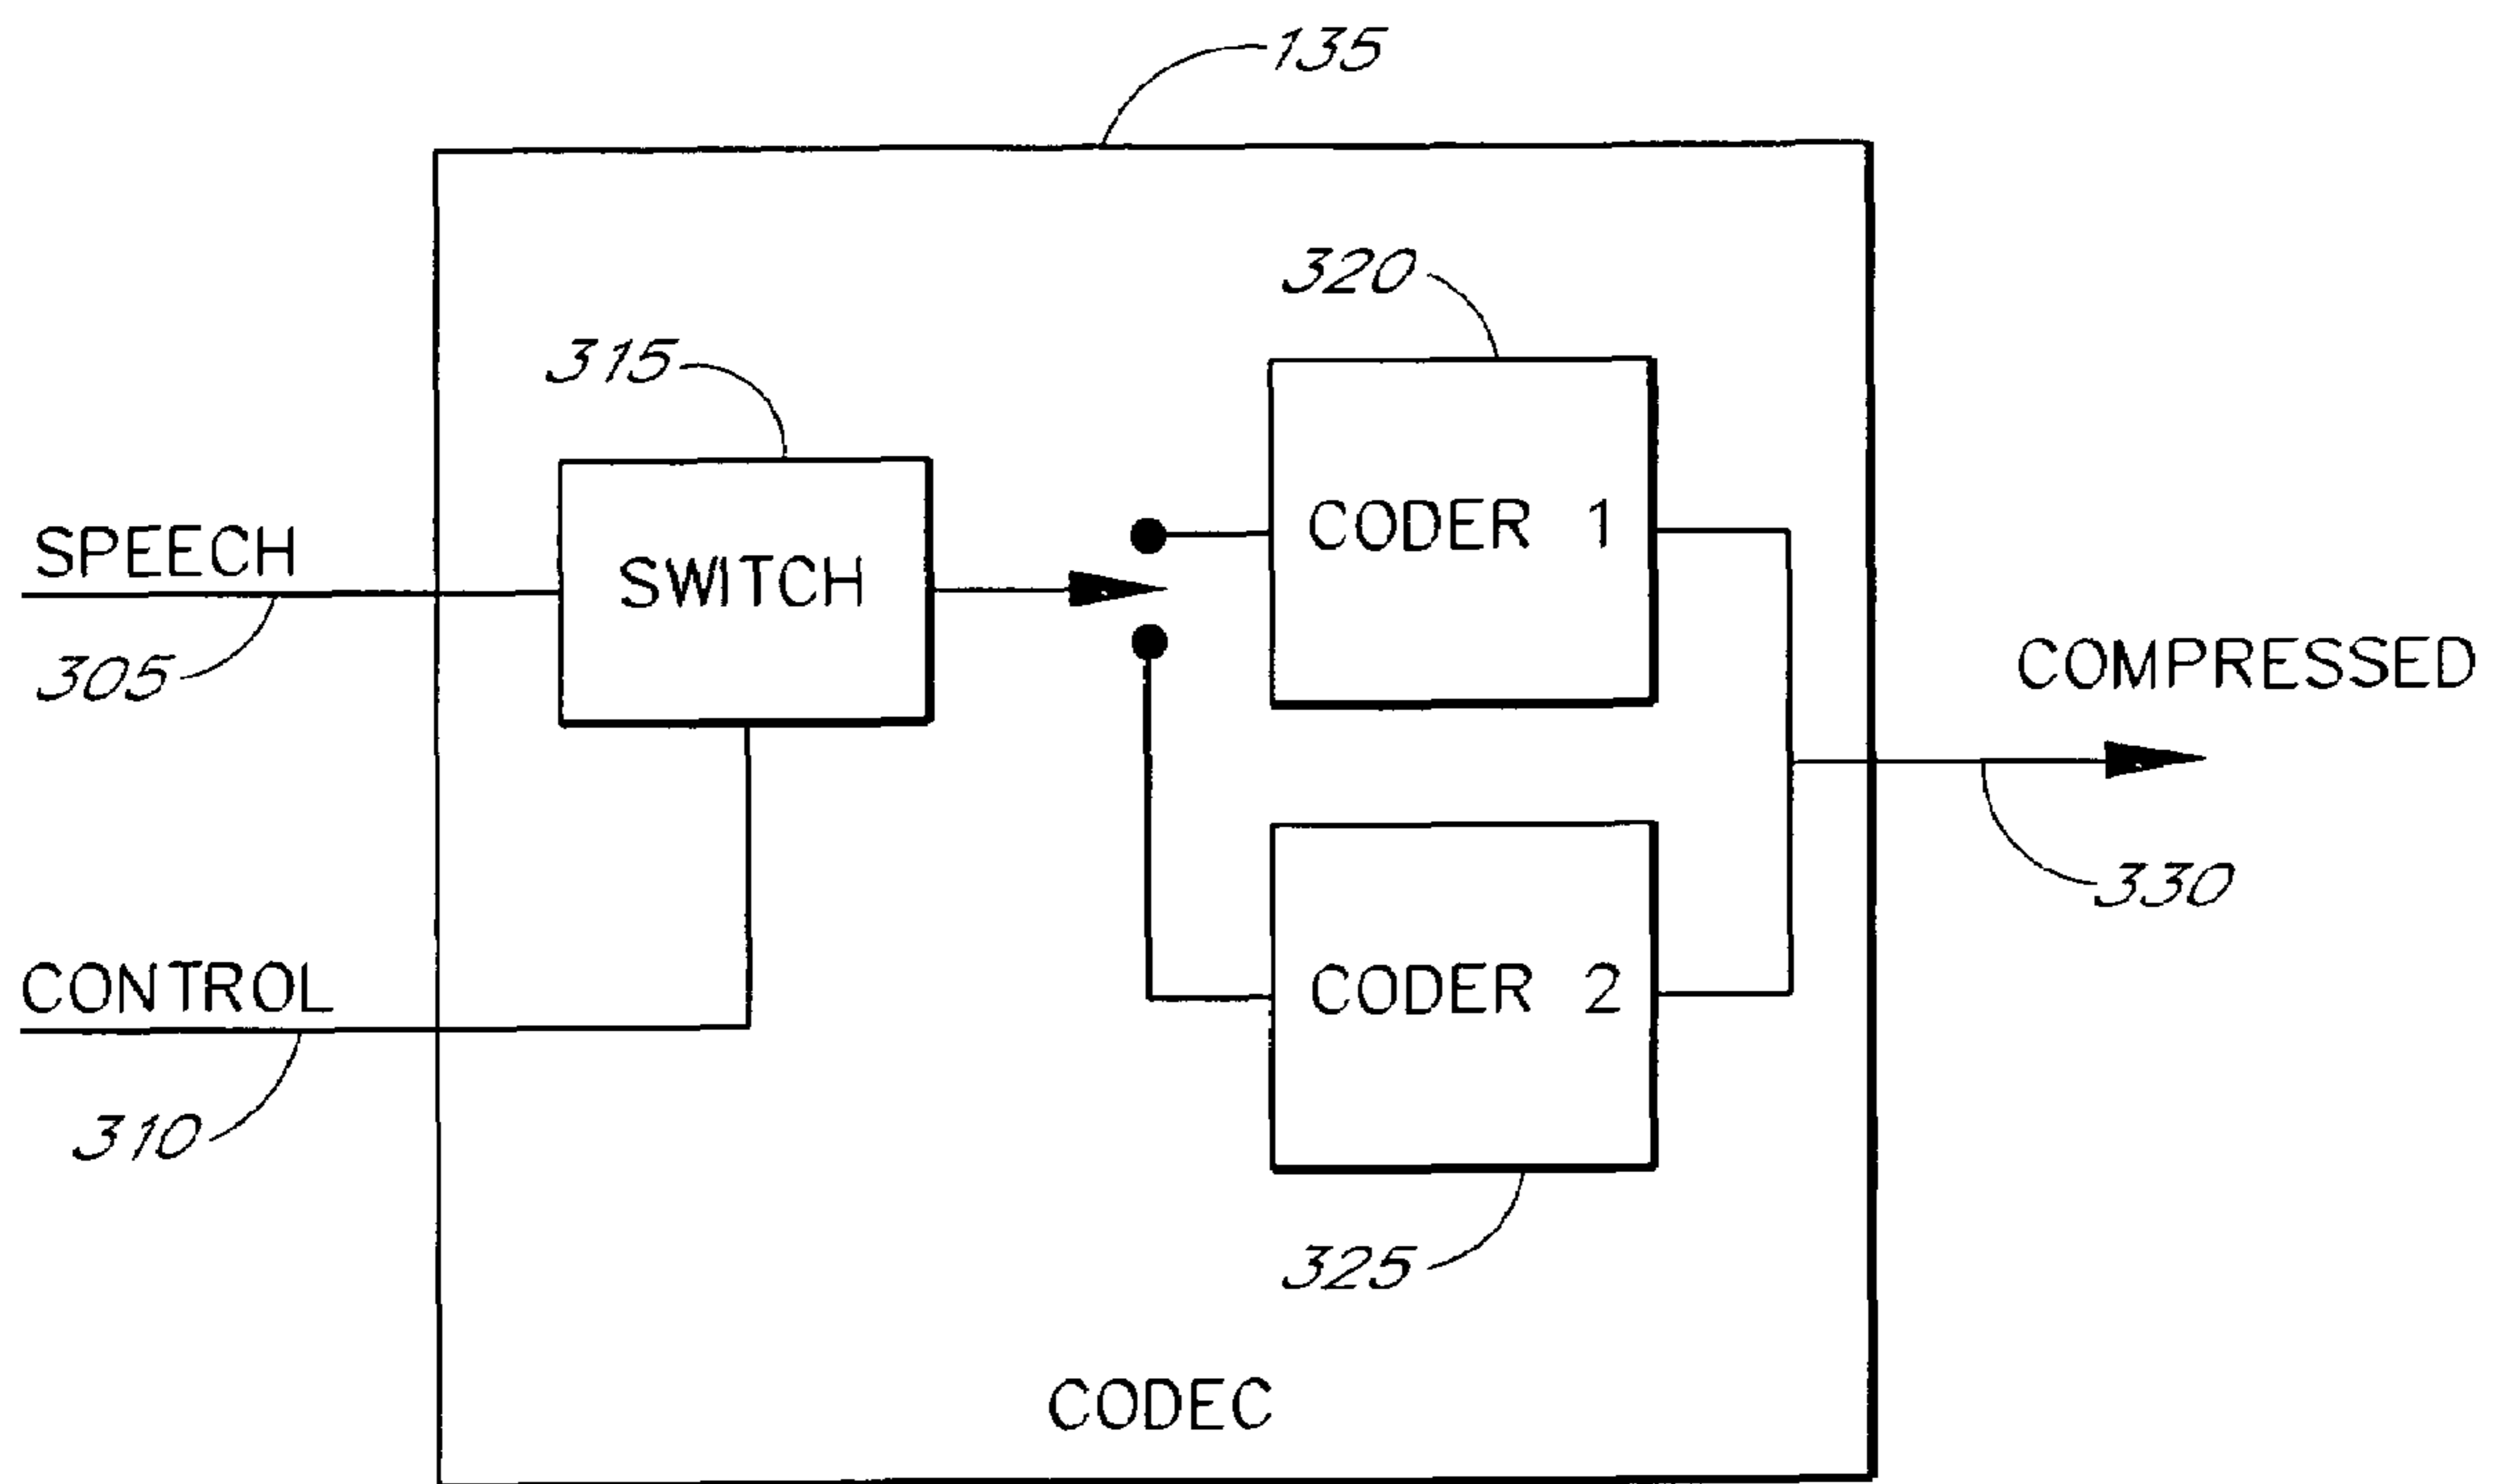 135
320
315
CODER 1
SPEECH
SWITCH
305
COMPRESSED
330
CONTROL
CODER 2
310
325
CODEC